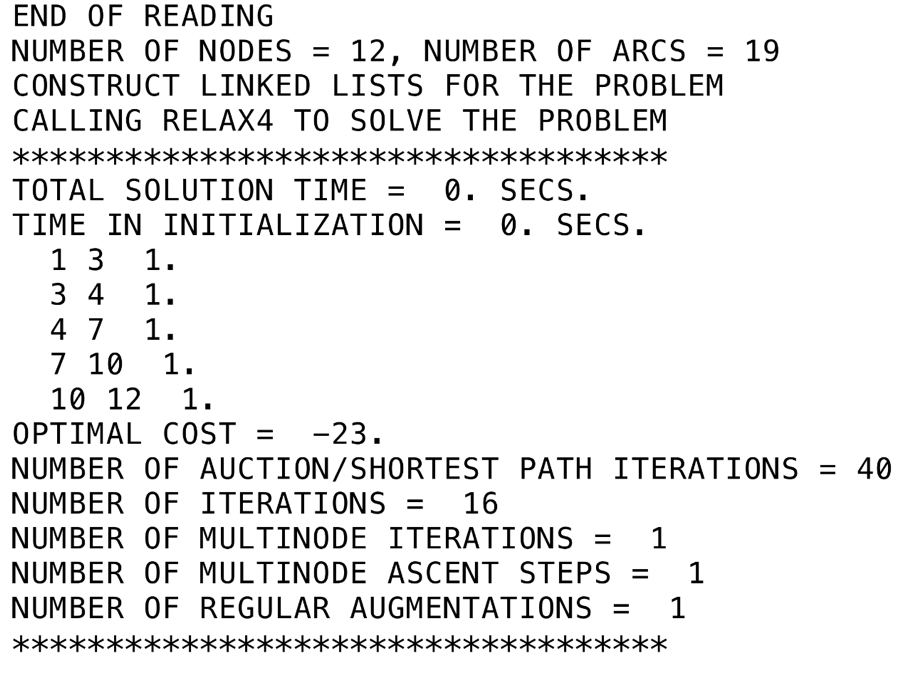 END OF READING
NUMBER OF NODES = 12, NUMBER OF ARCS = 19
CONSTRUCT LINKED LISTS FOR THE PROBLEM
CALLING RELAX4 TO SOLVE THE PROBLEM
***********************************
TOTAL SOLUTION TIME =  0. SECS.
TIME IN INITIALIZATION =  0. SECS.
  1 3  1.
  3 4  1.
  4 7  1.
  7 10  1.
  10 12  1.
OPTIMAL COST =  −23.
NUMBER OF AUCTION/SHORTEST PATH ITERATIONS = 40
NUMBER OF ITERATIONS =  16
NUMBER OF MULTINODE ITERATIONS =  1
NUMBER OF MULTINODE ASCENT STEPS =  1
NUMBER OF REGULAR AUGMENTATIONS =  1
***********************************